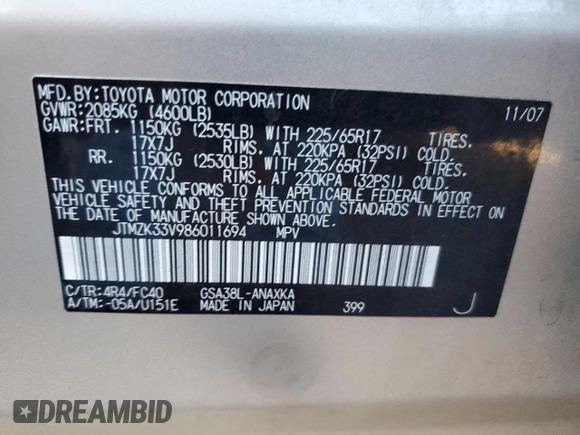 MFD.BY:TOYOTA MOTOR CORPORATION 11/07
GVWR:2085KG (4600LB)
GAWR:FRT. 1150KG (2535LB) WITH 225/65R17 TIRES.
17X7J RIMS. AT 220KPA (32PSI) COLD.
RR. 1150KG (2530LB) WITH 225/65R17 TIRES.
17X7J RIMS. AT 220KPA (32PSI) COLD.
THIS VEHICLE CONFORMS TO ALL APPLICABLE FEDERAL MOTOR
VEHICLE SAFETY AND THEFT PREVENTION STANDARDS IN EFFECT ON
THE DATE OF MANUFACTURE SHOWN ABOVE.
JTMZK33V986011694 MPV
C/TR:4R4/FC40 GSA38L-ANAXKA
A/TM:-05A/U151E MADE IN JAPAN 399 J
DREAMBID